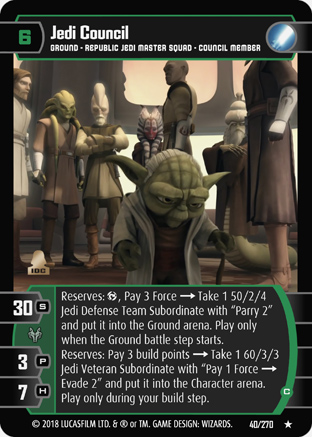 6
Jedi Council
GROUND • REPUBLIC JEDI MASTER SQUAD • COUNCIL MEMBER
IDC
30 S
3 P
7 H
Reserves: , Pay 3 Force → Take 1 50/2/4
Jedi Defense Team Subordinate with “Parry 2”
and put it into the Ground arena. Play only
when the Ground battle step starts.
Reserves: Pay 3 build points → Take 1 60/3/3
Jedi Veteran Subordinate with “Pay 1 Force →
Evade 2” and put it into the Character arena.
Play only during your build step.
C
© 2018 LUCASFILM LTD. & ® or TM. GAME DESIGN: WIZARDS. 40/270 ★